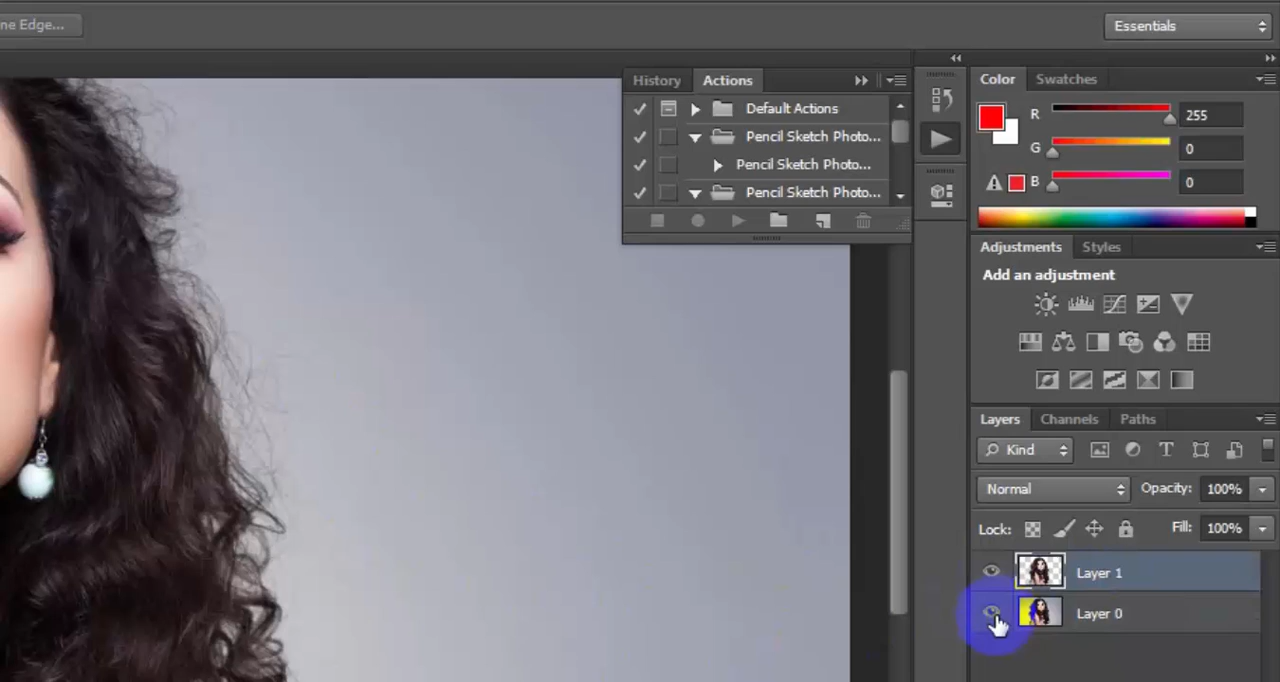 ne Edge...
Essentials
History Actions
Default Actions
Pencil Sketch Photo...
Pencil Sketch Photo...
Pencil Sketch Photo...
Color Swatches
R 255
G 0
B 0
Adjustments Styles
Add an adjustment
Layers Channels Paths
Kind
Normal Opacity: 100%
Lock: Fill: 100%
Layer 1
Layer 0